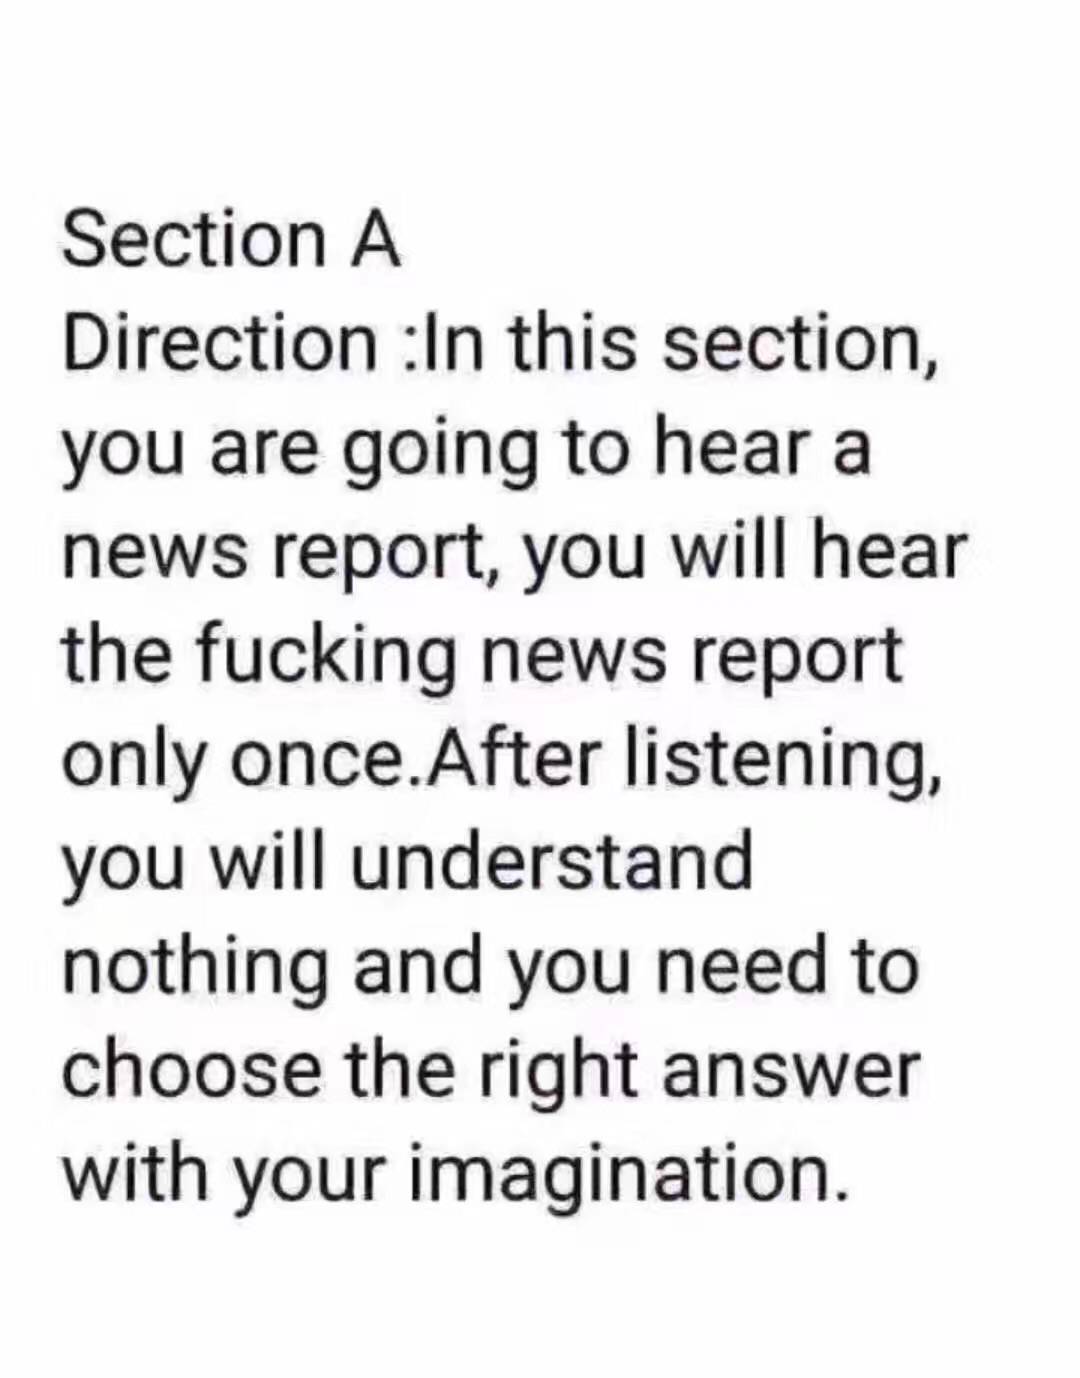 Section A
Direction :In this section,
you are going to hear a
news report, you will hear
the fucking news report
only once.After listening,
you will understand
nothing and you need to
choose the right answer
with your imagination.